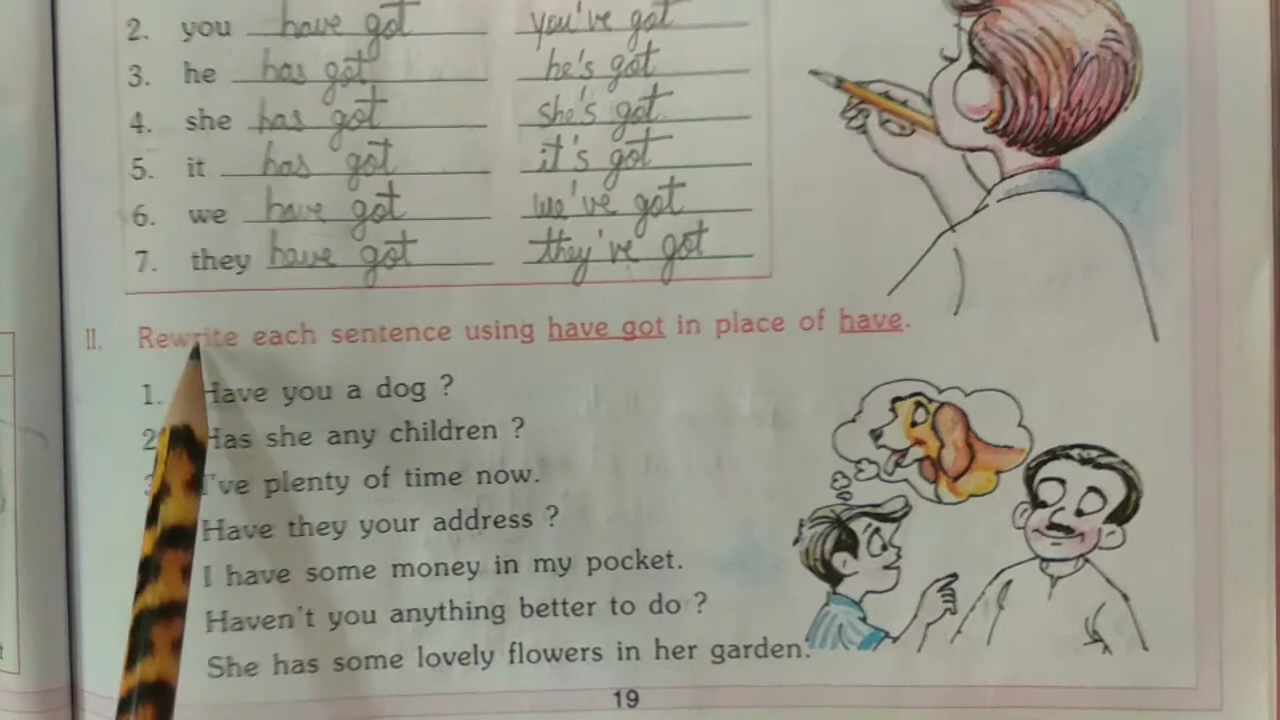 2. you have got you've got
3. he has got he's got
4. she has got she's got
5. it has got it's got
6. we have got we've got
7. they have got they've got
II. Rewrite each sentence using have got in place of have.
1. Have you a dog ?
2 Has she any children ?
3 I've plenty of time now.
Have they your address ?
I have some money in my pocket.
Haven't you anything better to do ?
She has some lovely flowers in her garden.
19